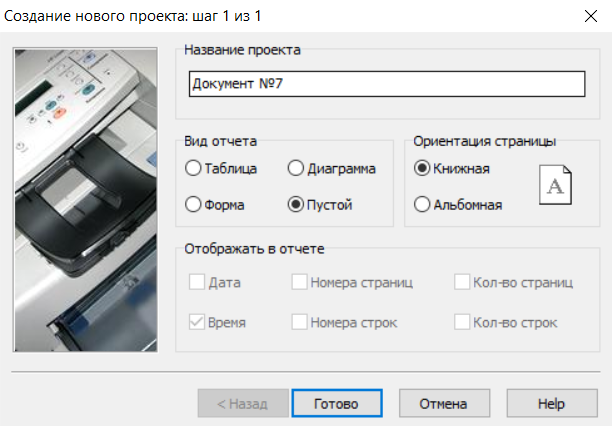 Создание нового проекта: шаг 1 из 1
Название проекта
Документ №7
Вид отчета
Таблица
Диаграмма
Форма
Пустой
Ориентация страницы
Книжная
Альбомная
A
Отображать в отчете
Дата
Номера страниц
Кол-во страниц
Время
Номера строк
Кол-во строк
< Назад
Готово
Отмена
Help